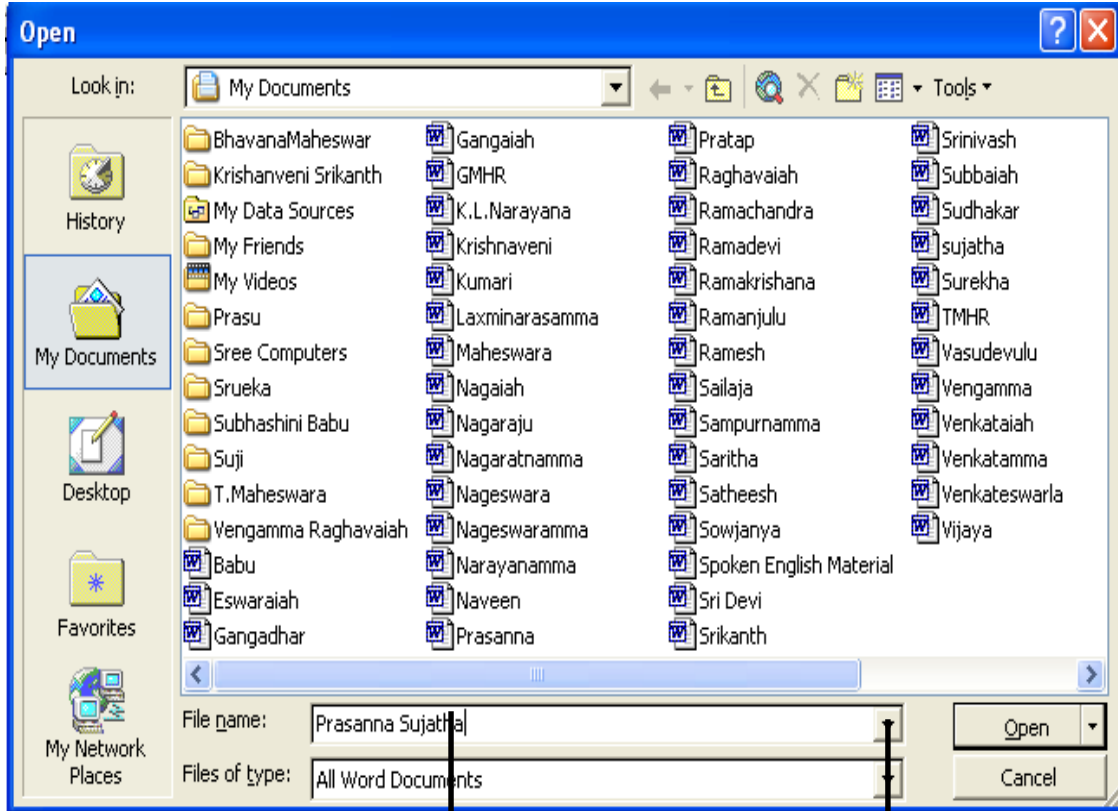 Open
Look in:
My Documents
Tools
History
My Documents
Desktop
Favorites
My Network
Places
BhavanaMaheswar
Krishanveni Srikanth
My Data Sources
My Friends
My Videos
Prasu
Sree Computers
Srueka
Subhashini Babu
Suji
T.Maheswara
Vengamma Raghavaiah
Babu
Eswaraiah
Gangadhar
Gangaiah
GMHR
K.L.Narayana
Krishnaveni
Kumari
Laxminarasamma
Maheswara
Nagaiah
Nagaraju
Nagaratnamma
Nageswara
Nageswaramma
Narayanamma
Naveen
Prasanna
Pratap
Raghavaiah
Ramachandra
Ramadevi
Ramakrishana
Ramanjulu
Ramesh
Sailaja
Sampurnamma
Saritha
Satheesh
Sowjanya
Spoken English Material
Sri Devi
Srikanth
Srinivash
Subbaiah
Sudhakar
sujatha
Surekha
TMHR
Vasudevulu
Vengamma
Venkataiah
Venkatamma
Venkateswarla
Vijaya
File name:
Prasanna Sujatha
Open
Files of type:
All Word Documents
Cancel